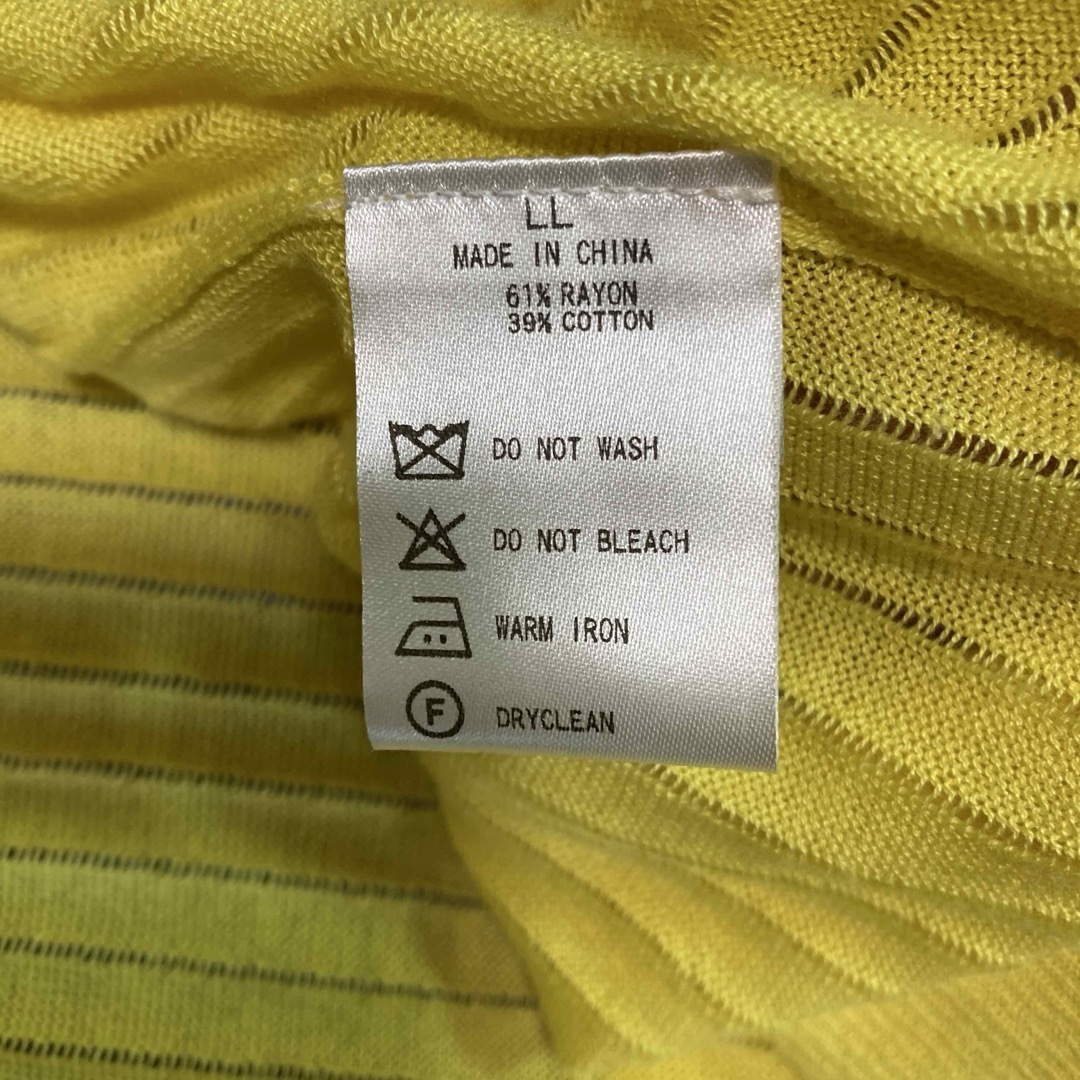 LL
MADE IN CHINA
61% RAYON
39% COTTON
DO NOT WASH
DO NOT BLEACH
WARM IRON
F DRYCLEAN